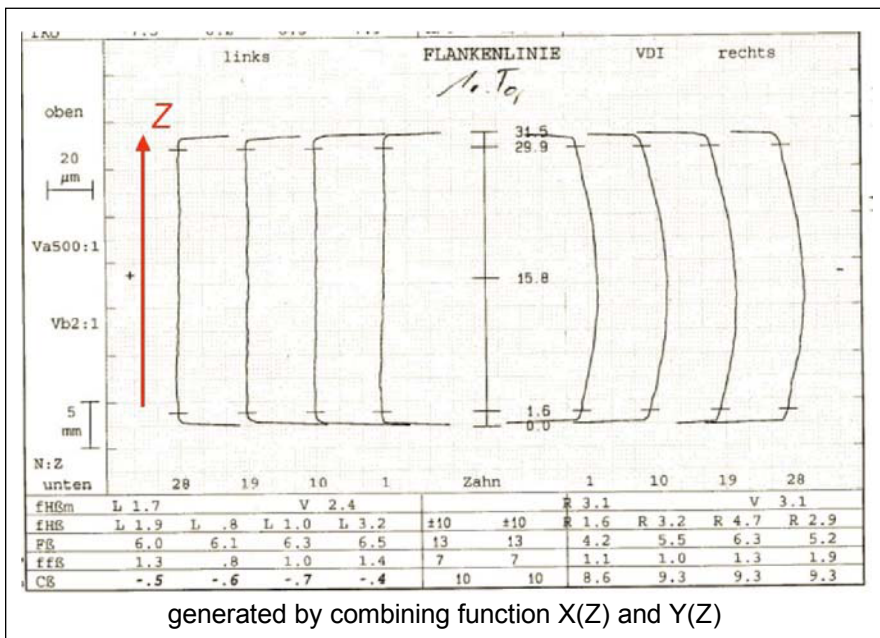 links FLANKENLINIE VDI rechts
oben
Z
31.5
29.9
20
µm
Va500:1
+
15.8
-
Vb2:1
5
mm
1.6
0.0
N:Z
unten 28 19 10 1 Zahn 1 10 19 28
fHßm L 1.7 V 2.4 R 3.1 V 3.1
fHß L 1.9 L .8 L 1.0 L 3.2 ±10 ±10 R 1.6 R 3.2 R 4.7 R 2.9
Fß 6.0 6.1 6.3 6.5 13 13 4.2 5.5 6.3 5.2
ffß 1.3 .8 1.0 1.4 7 7 1.1 1.0 1.3 1.9
Cß -.5 -.6 -.7 -.4 10 10 8.6 9.3 9.3 9.3
generated by combining function X(Z) and Y(Z)